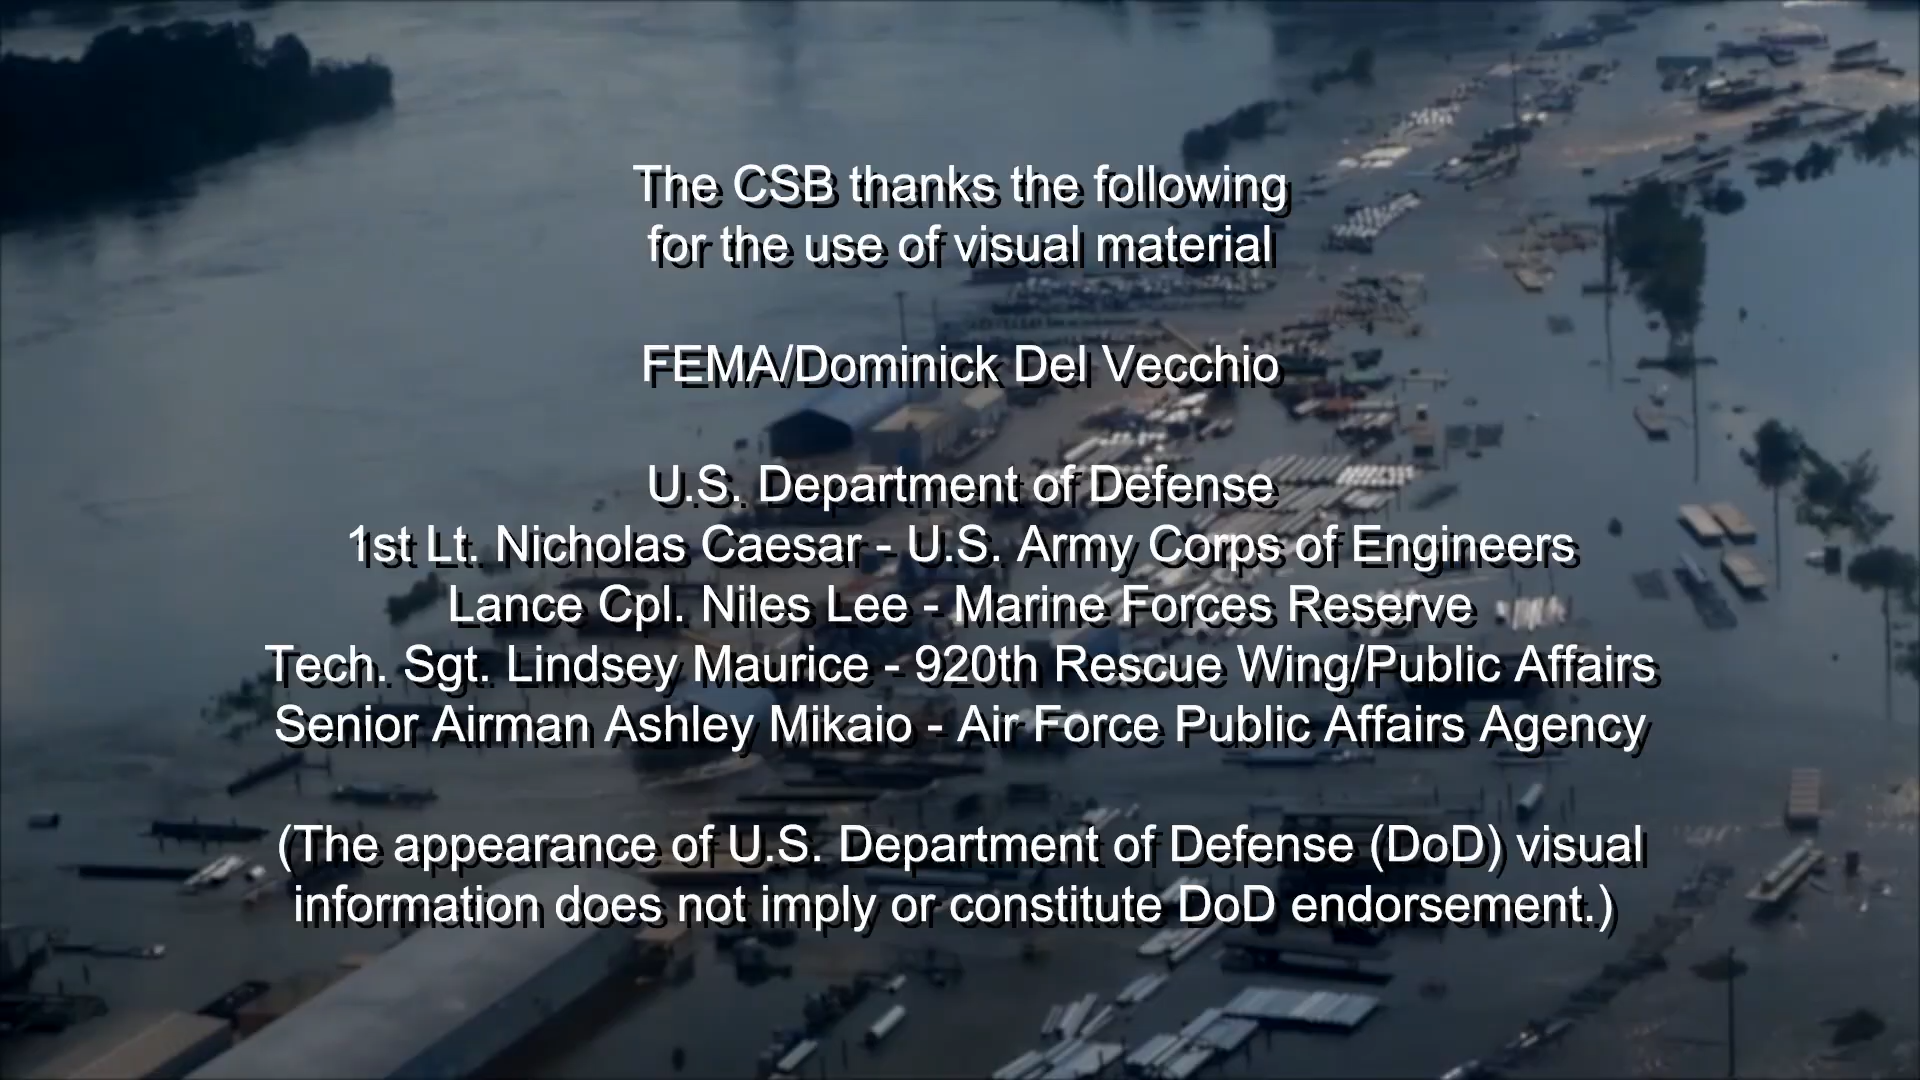 The CSB thanks the following
for the use of visual material
FEMA/Dominick Del Vecchio
U.S. Department of Defense
1st Lt. Nicholas Caesar - U.S. Army Corps of Engineers
Lance Cpl. Niles Lee - Marine Forces Reserve
Tech. Sgt. Lindsey Maurice - 920th Rescue Wing/Public Affairs
Senior Airman Ashley Mikaio - Air Force Public Affairs Agency
(The appearance of U.S. Department of Defense (DoD) visual
information does not imply or constitute DoD endorsement.)